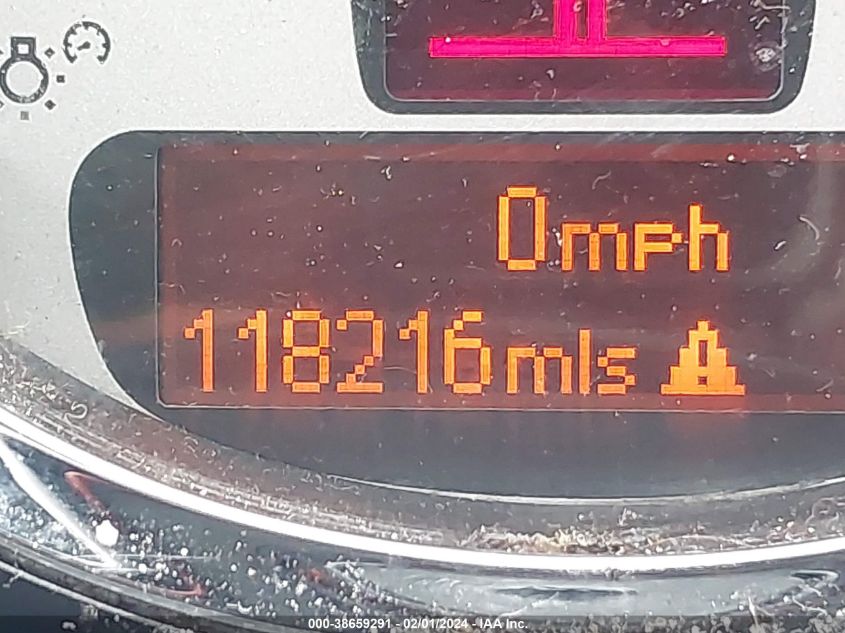 0mph
118216mls
000-38659291 - 02/01/2024 - IAA Inc.